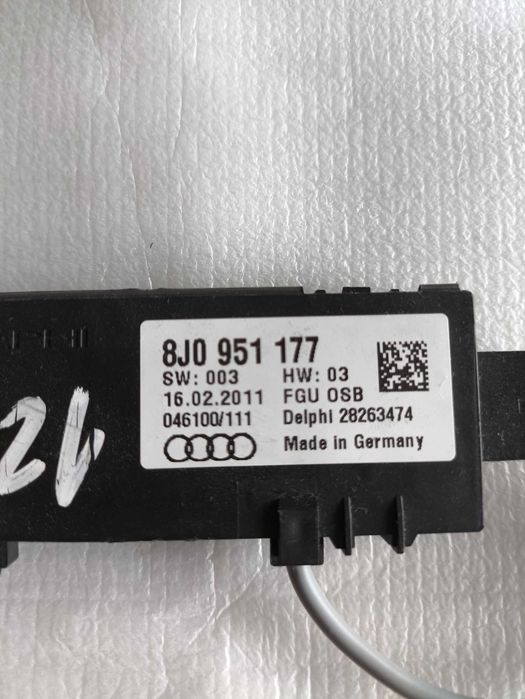 8J0 951 177
SW: 003 HW: 03
16.02.2011 FGU OSB
046100/111 Delphi 28263474
Made in Germany